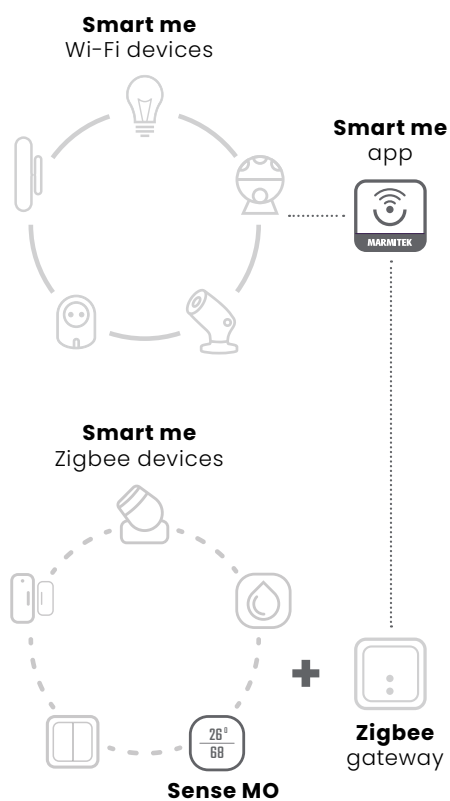 Smart me
Wi-Fi devices
Smart me
app
MARMITEK
Smart me
Zigbee devices
26°
68
Zigbee
gateway
Sense MO